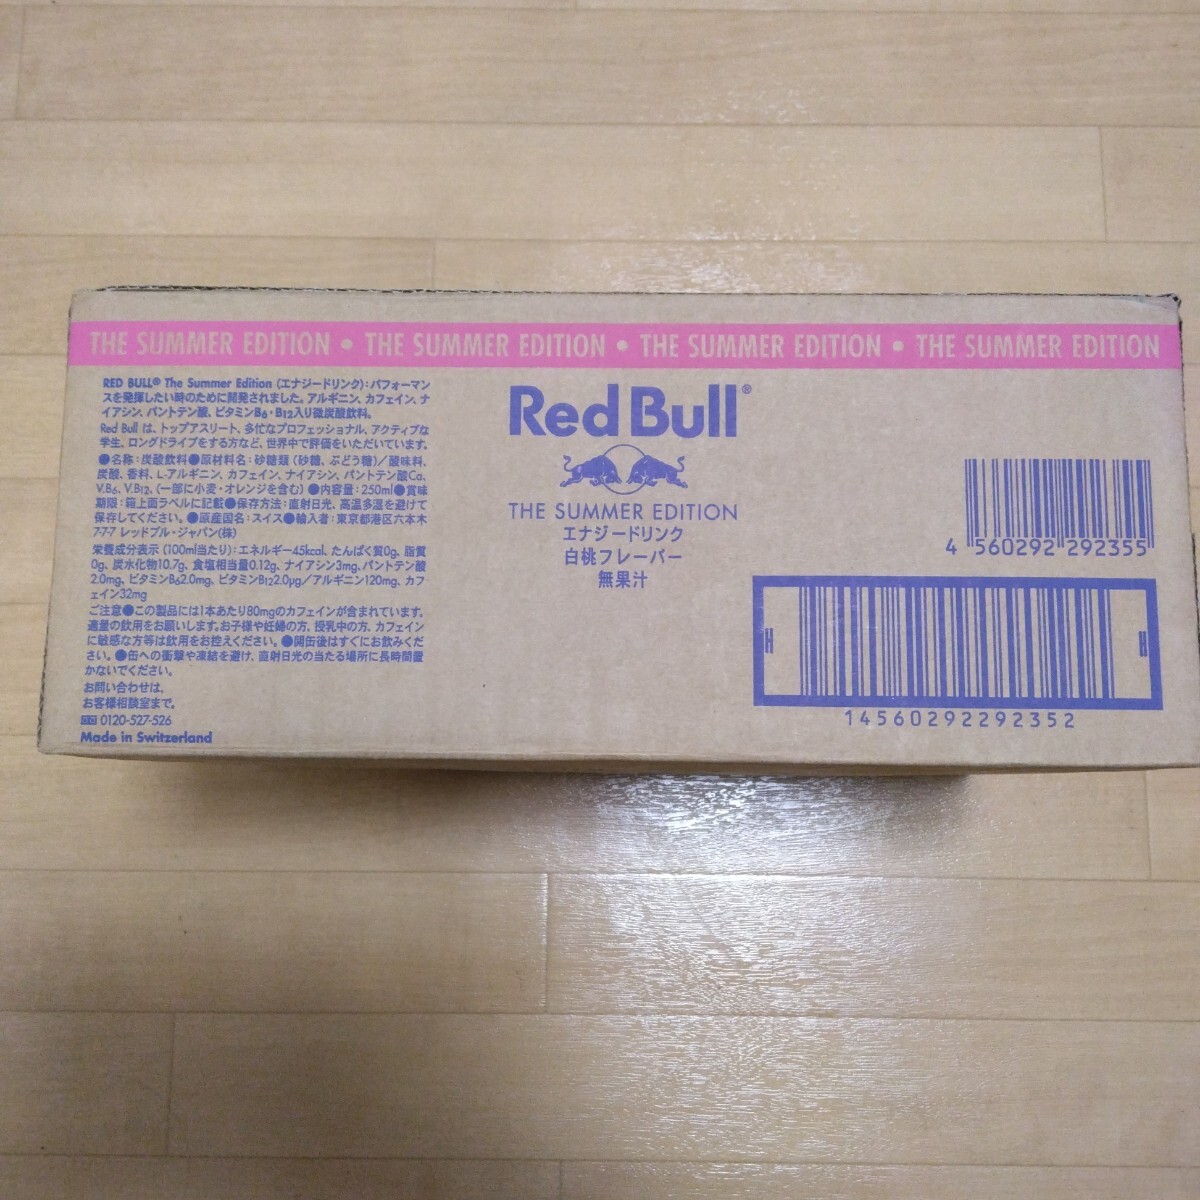 THE SUMMER EDITION • THE SUMMER EDITION • THE SUMMER EDITION • THE SUMMER EDITION
RED BULL® The Summer Edition (エナジードリンク):パフォーマン
スを発揮したい時のために開発されました。アルギニン、カフェイン、ナ
イアシン、パントテン酸、ビタミンB6・B12入り微炭酸飲料。
Red Bull は、トップアスリート、多忙なプロフェッショナル、アクティブな
学生、ロングドライブをする方など、世界中で評価をいただいています。
●名称:炭酸飲料●原材料名:砂糖類(砂糖、ぶどう糖)/酸味料、
炭酸、香料、L-アルギニン、カフェイン、ナイアシン、パントテン酸Ca、
V.B6、V.B12、(一部に小麦・オレンジを含む)●内容量:250ml●賞味
期限:箱上面ラベルに記載●保存方法:直射日光、高温多湿を避けて
保存してください。●原産国名:スイス●輸入者:東京都港区六本木
7-7-7 レッドブル・ジャパン(株)
栄養成分表示(100ml当たり):エネルギー45kcal、たんぱく質0g、脂質
0g、炭水化物10.7g、食塩相当量0.12g、ナイアシン3mg、パントテン酸
2.0mg、ビタミンB6 2.0mg、ビタミンB12 2.0μg/アルギニン120mg、カフ
ェイン32mg
ご注意●この製品には1本あたり80mgのカフェインが含まれています。
適量の飲用をお願いします。お子様や妊婦の方、授乳中の方、カフェイン
に敏感な方等は飲用をお控えください。●開缶後はすぐにお飲みくだ
さい。●缶への衝撃や凍結を避け、直射日光の当たる場所に長時間置
かないでください。
お問い合わせは、
お客様相談室まで。
0120-527-526
Made in Switzerland
Red Bull®
THE SUMMER EDITION
エナジードリンク
白桃フレーバー
無果汁
4 560292 292355
H H
14560292292352